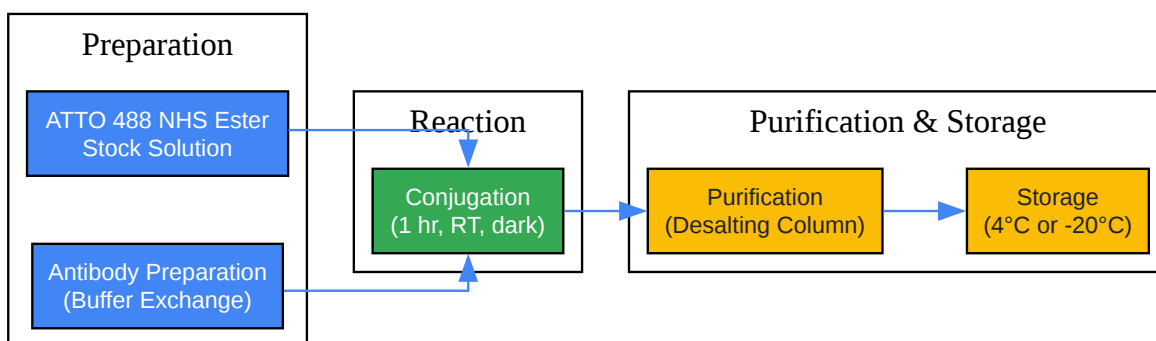 Preparation
ATTO 488 NHS Ester
Stock Solution
Antibody Preparation
(Buffer Exchange)
Reaction
Conjugation
(1 hr, RT, dark)
Purification & Storage
Purification
(Desalting Column)
Storage
(4°C or -20°C)